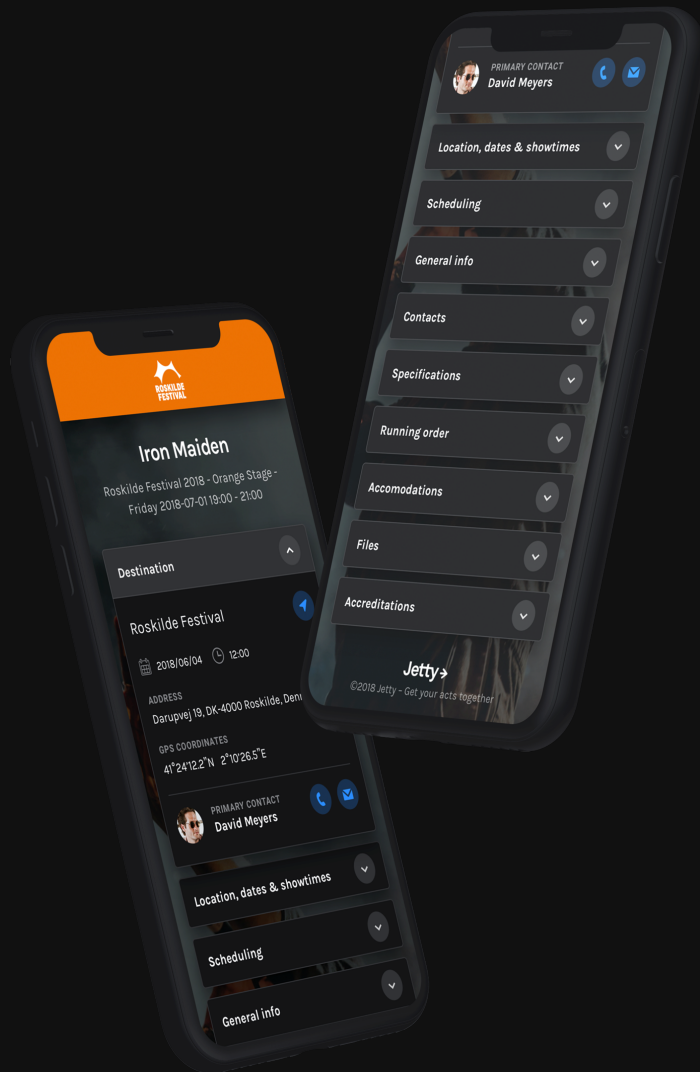 ROSKILDE
FESTIVAL
Iron Maiden
Roskilde Festival 2018 - Orange Stage -
Friday 2018-07-01 19:00 - 21:00
Destination
Roskilde Festival
2018/06/04 12:00
ADDRESS
Darupvej 19, DK-4000 Roskilde,
GPS COORDINATES
41°24'12.2"N 2°10'26.5"E
PRIMARY CONTACT
David Meyers
Location, dates & showtimes
Scheduling
General info
PRIMARY CONTACT
David Meyers
Location, dates & showtimes
Scheduling
General info
Contacts
Specifications
Running order
Accomodations
Files
Accreditations
Jetty
©2018 Jetty - Get your acts together